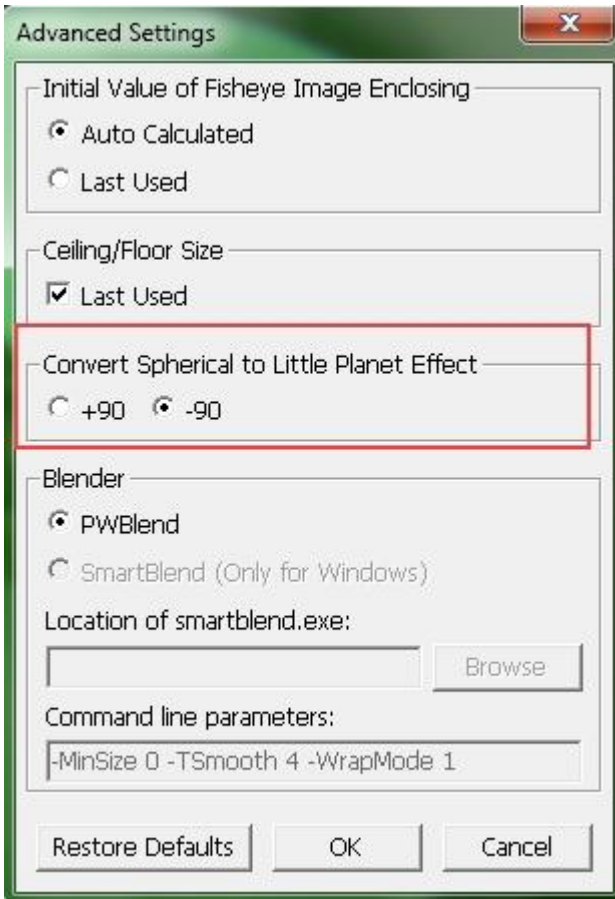 Advanced Settings
Initial Value of Fisheye Image Enclosing
Auto Calculated
Last Used
Ceiling/Floor Size
Last Used
Convert Spherical to Little Planet Effect
+90 -90
Blender
PWBlend
SmartBlend (Only for Windows)
Location of smartblend.exe:
Browse
Command line parameters:
-MinSize 0 -TSmooth 4 -WrapMode 1
Restore Defaults OK Cancel